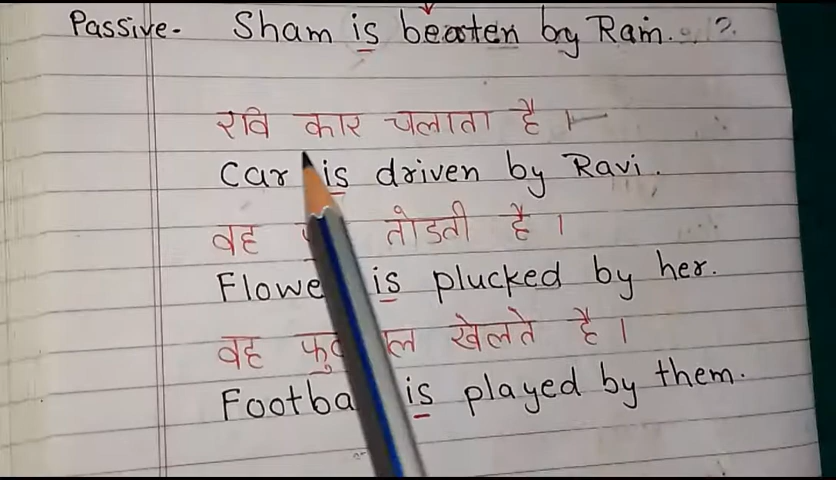 Passive- Sham is beaten by Ram. ?
रवि कार चलाता है ।
Car is driven by Ravi.
वह तोडती है ।
is plucked by her.
वह खेलते है ।
is played by them.